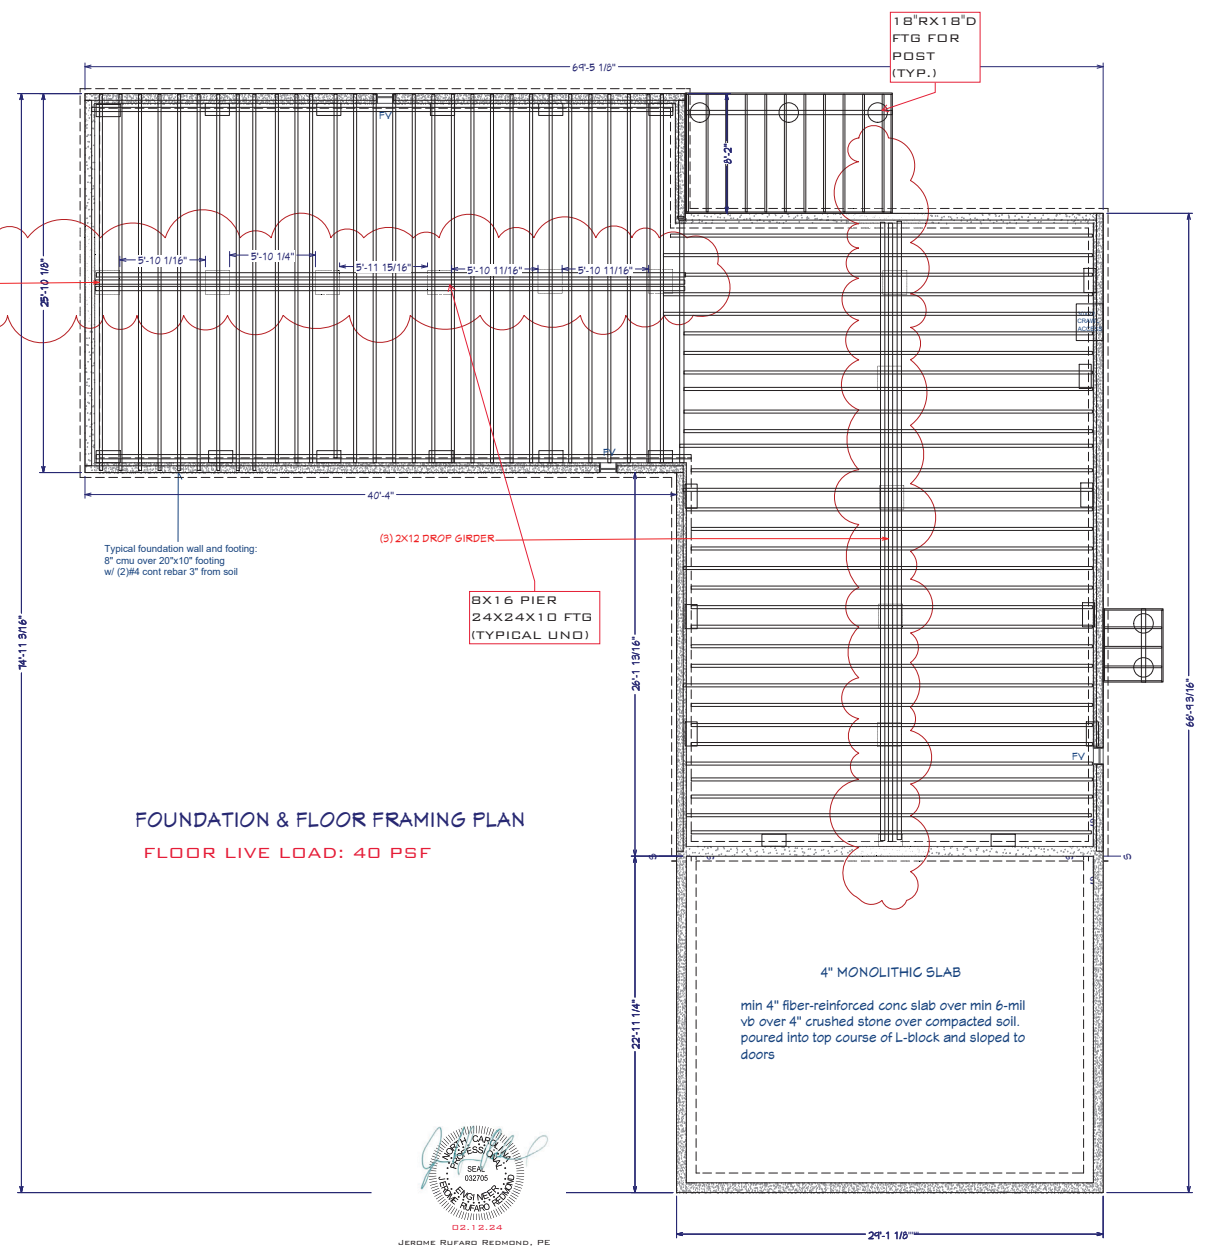 18"RX18"D
FTG FOR
POST
(TYP.)
69'-5 1/8"
FV
8'-2"
5'-10 1/16"
5'-10 1/4"
5'-11 15/16"
5'-10 11/16"
5'-10 11/16"
25'-10 1/8"
CRAWL
ACCESS
FV
40'-4"
(3) 2X12 DROP GIRDER
Typical foundation wall and footing:
8" cmu over 20"x10" footing
w/ (2)#4 cont rebar 3" from soil
8X16 PIER
24X24X10 FTG
(TYPICAL UNO)
74'-11 3/16"
26'-1 13/16"
66'-9 3/16"
FV
FOUNDATION & FLOOR FRAMING PLAN
FLOOR LIVE LOAD: 40 PSF
S
S
S
S
S
S
4" MONOLITHIC SLAB
min 4" fiber-reinforced conc slab over min 6-mil
vb over 4" crushed stone over compacted soil.
poured into top course of L-block and sloped to
doors
22'-11 1/4"
NORTH CAROLINA
PROFESSIONAL
SEAL
032705
ENGINEER
JEROME RUFARO REDMOND
02.12.24
JEROME RUFARO REDMOND, PE
29'-1 1/8"